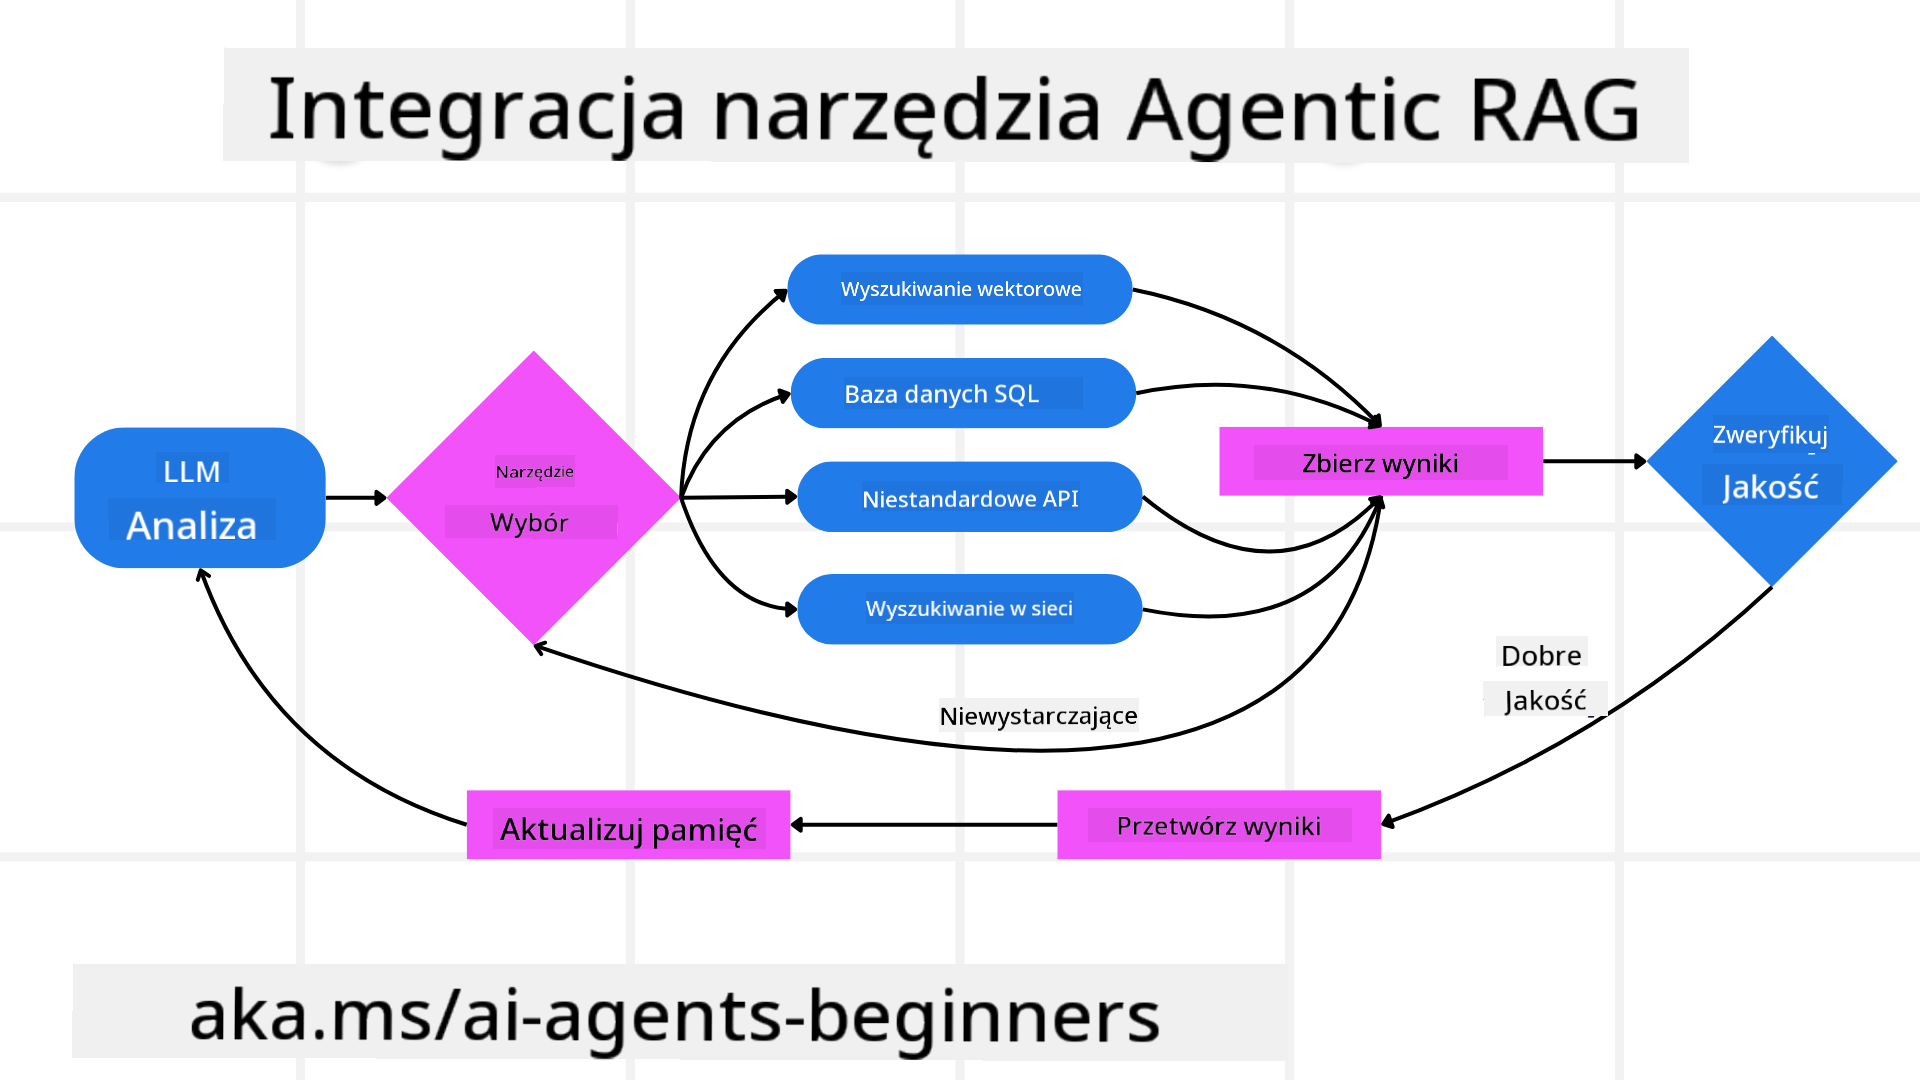 Integracja narzędzia Agentic RAG
LLM
Analiza
Narzędzie
Wybór
Wyszukiwanie wektorowe
Baza danych SQL
Niestandardowe API
Wyszukiwanie w sieci
Zbierz wyniki
Zweryfikuj
Jakość
Dobre
Jakość
Niewystarczające
Aktualizuj pamięć
Przetwórz wyniki
aka.ms/ai-agents-beginners